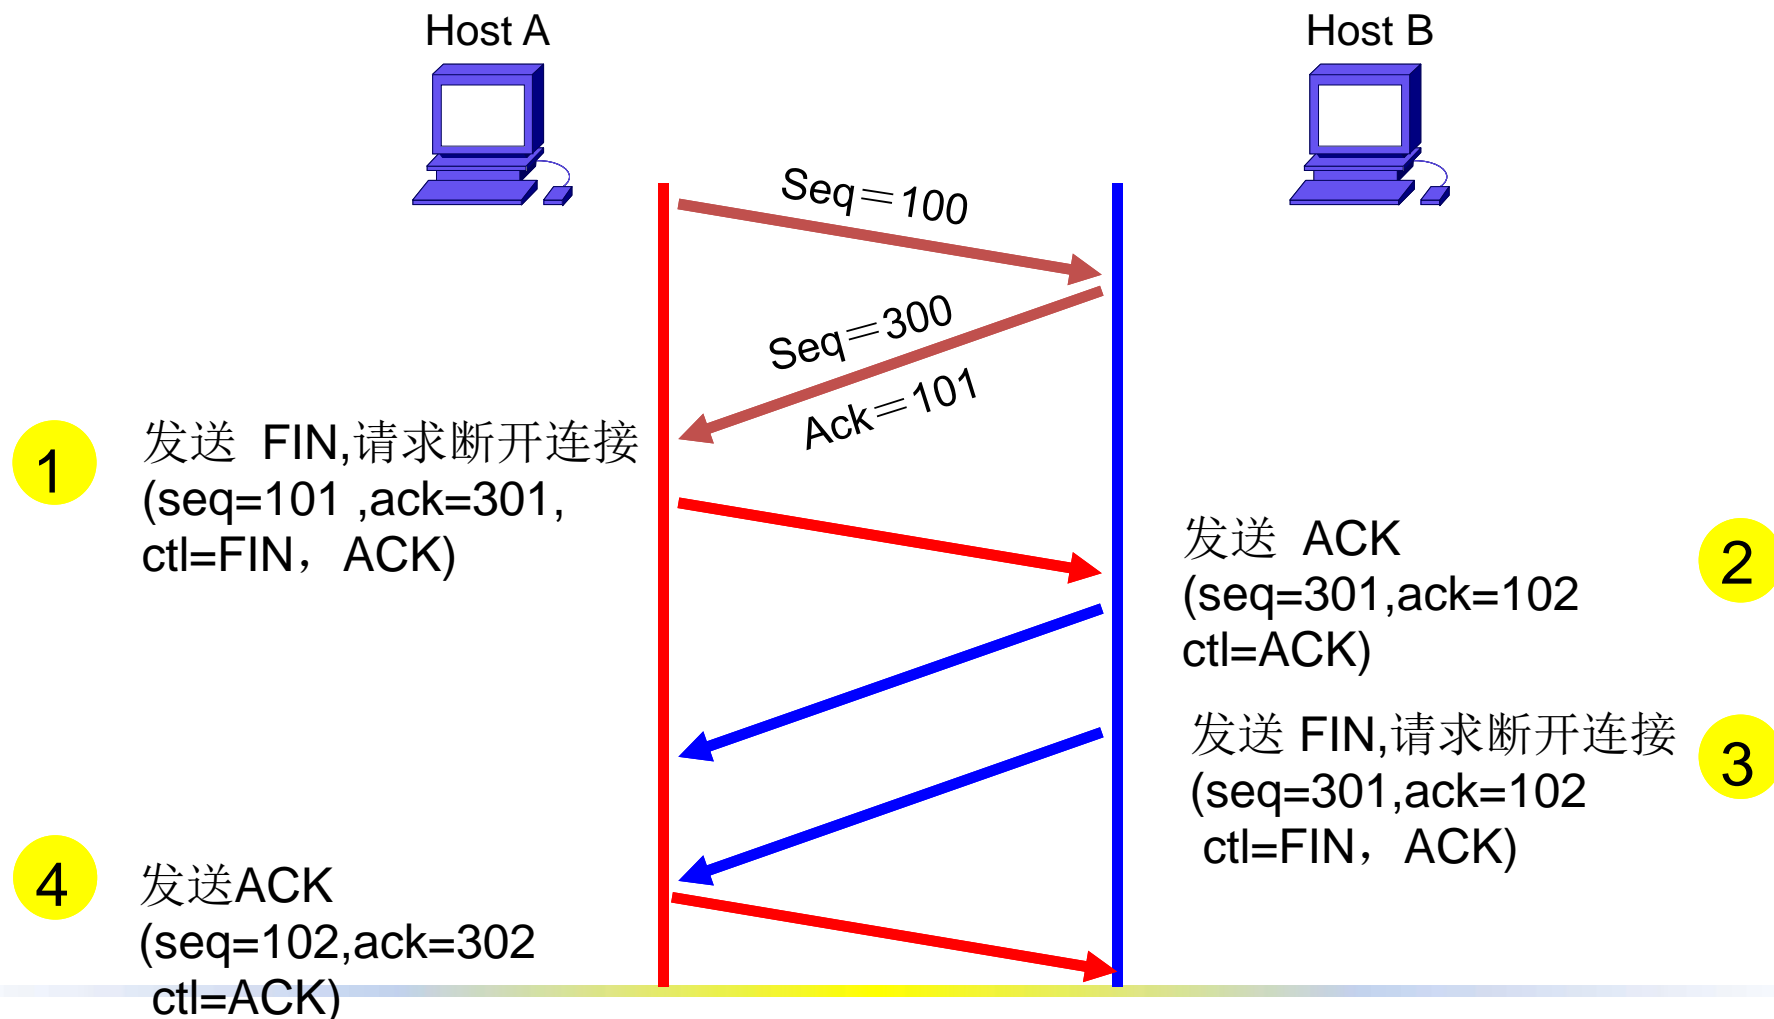 Host A
Host B
Seq＝100
Seq＝300
Ack＝101
1
发送 FIN,请求断开连接
(seq=101 ,ack=301,
ctl=FIN，ACK)
2
发送 ACK
(seq=301,ack=102
ctl=ACK)
3
发送 FIN,请求断开连接
(seq=301,ack=102
ctl=FIN，ACK)
4
发送ACK
(seq=102,ack=302
ctl=ACK)